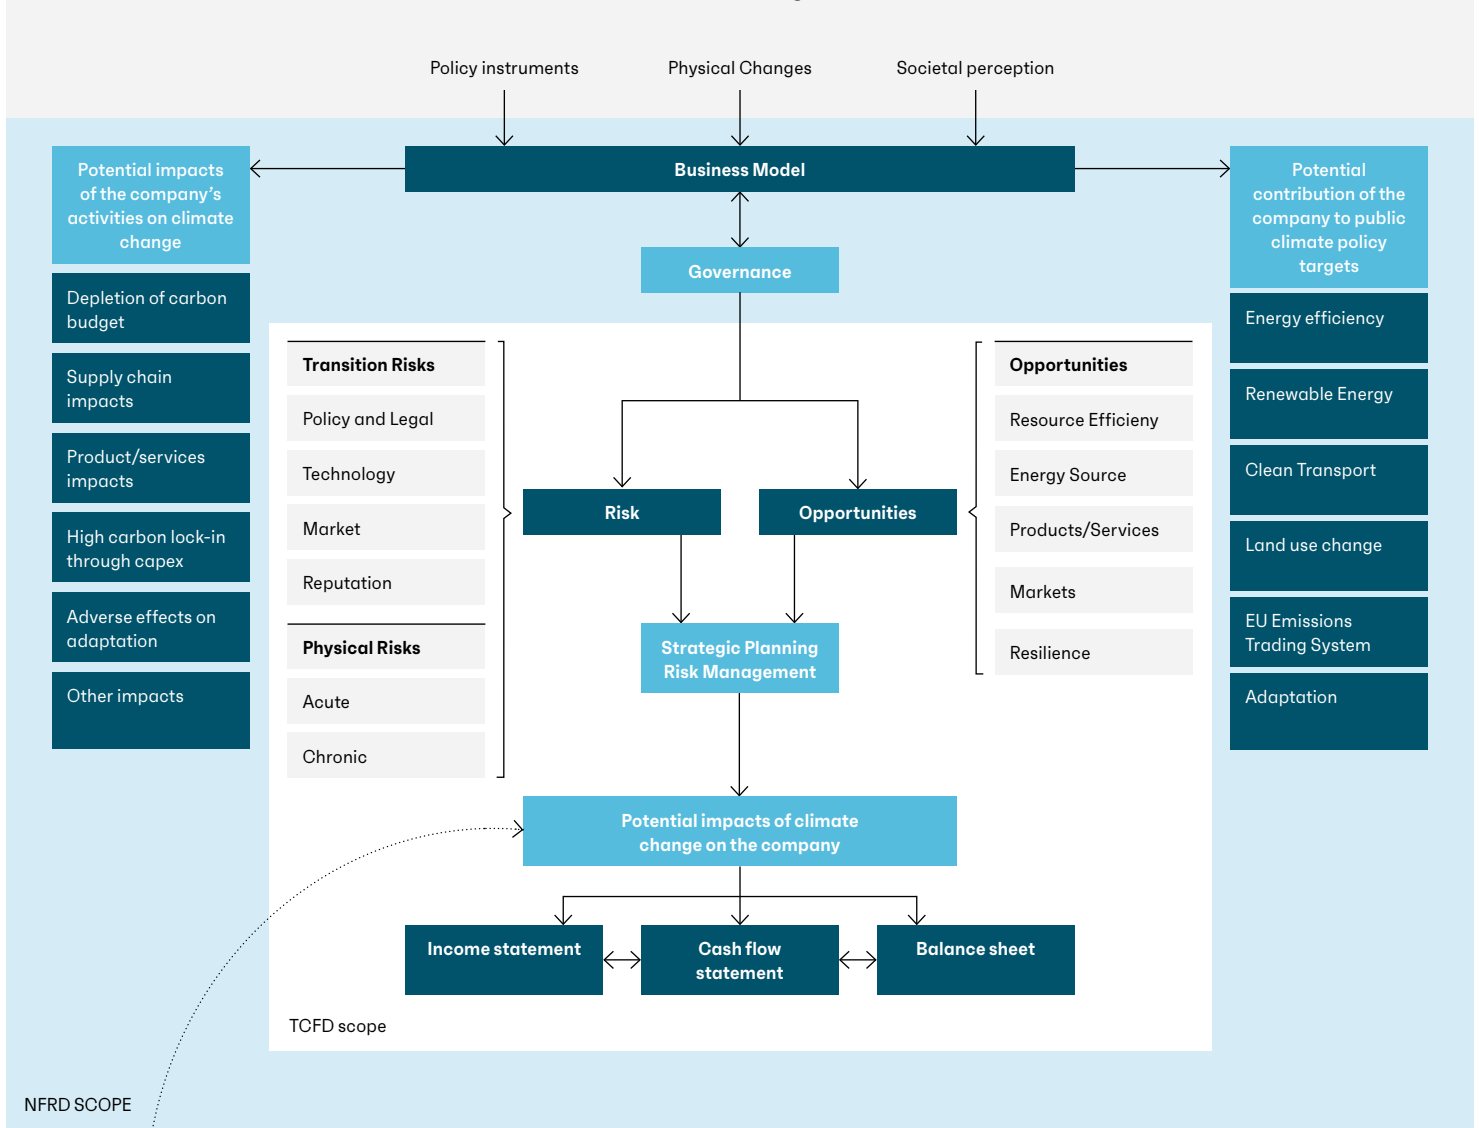 Policy instruments
Physical Changes
Societal perception
Business Model
Potential impacts
of the company's
activities on climate
change
Depletion of carbon
budget
Supply chain
impacts
Product/services
impacts
High carbon lock-in
through capex
Adverse effects on
adaptation
Other impacts
Governance
Transition Risks
Policy and Legal
Technology
Market
Reputation
Physical Risks
Acute
Chronic
Risk
Opportunities
Strategic Planning
Risk Management
Opportunities
Resource Efficieny
Energy Source
Products/Services
Markets
Resilience
Potential impacts of climate
change on the company
Income statement
Cash flow
statement
Balance sheet
TCFD scope
Potential
contribution of the
company to public
climate policy
targets
Energy efficiency
Renewable Energy
Clean Transport
Land use change
EU Emissions
Trading System
Adaptation
NFRD SCOPE